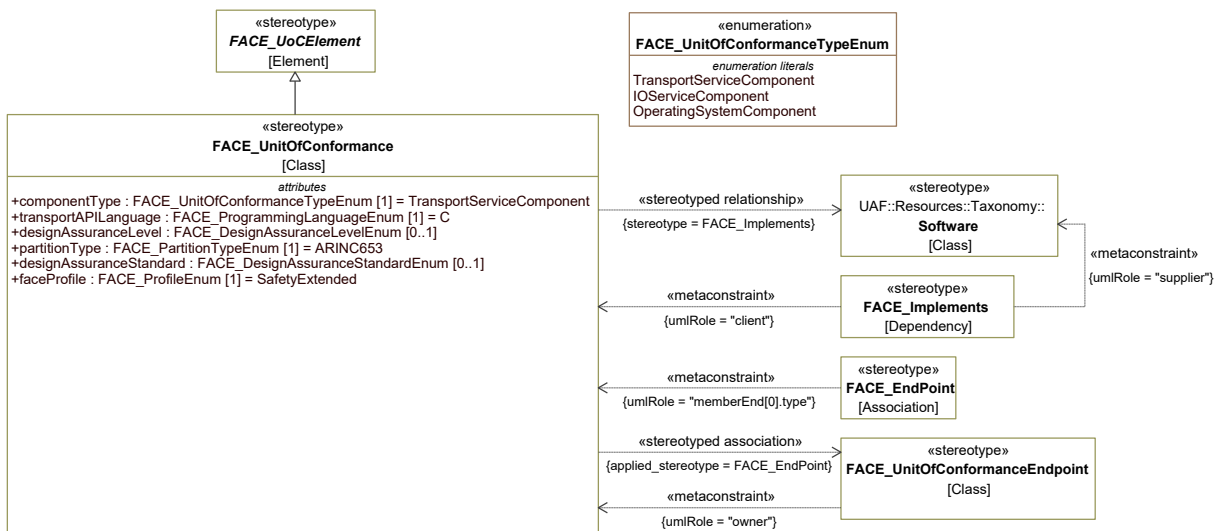 «stereotype»
FACE_UoCElement
[Element]
«enumeration»
FACE_UnitOfConformanceTypeEnum
enumeration literals
TransportServiceComponent
IOServiceComponent
OperatingSystemComponent
«stereotype»
FACE_UnitOfConformance
[Class]
attributes
+componentType : FACE_UnitOfConformanceTypeEnum [1] = TransportServiceComponent
+transportAPILanguage : FACE_ProgrammingLanguageEnum [1] = C
+designAssuranceLevel : FACE_DesignAssuranceLevelEnum [0..1]
+partitionType : FACE_PartitionTypeEnum [1] = ARINC653
+designAssuranceStandard : FACE_DesignAssuranceStandardEnum [0..1]
+faceProfile : FACE_ProfileEnum [1] = SafetyExtended
«stereotyped relationship»
{stereotype = FACE_Implements}
«stereotype»
UAF::Resources::Taxonomy::
Software
[Class]
«metaconstraint»
{umlRole = "supplier"}
«metaconstraint»
{umlRole = "client"}
«stereotype»
FACE_Implements
[Dependency]
«metaconstraint»
{umlRole = "memberEnd[0].type"}
«stereotype»
FACE_EndPoint
[Association]
«stereotyped association»
{applied_stereotype = FACE_EndPoint}
«stereotype»
FACE_UnitOfConformanceEndpoint
[Class]
«metaconstraint»
{umlRole = "owner"}